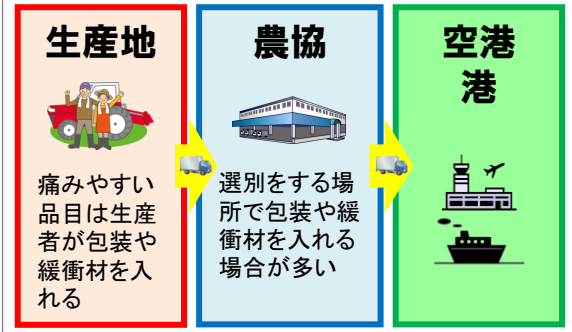 生産地
痛みやすい
品目は生産
者が包装や
緩衝材を入
れる
農協
選別をする場
所で包装や緩
衝材を入れる
場合が多い
空港
港